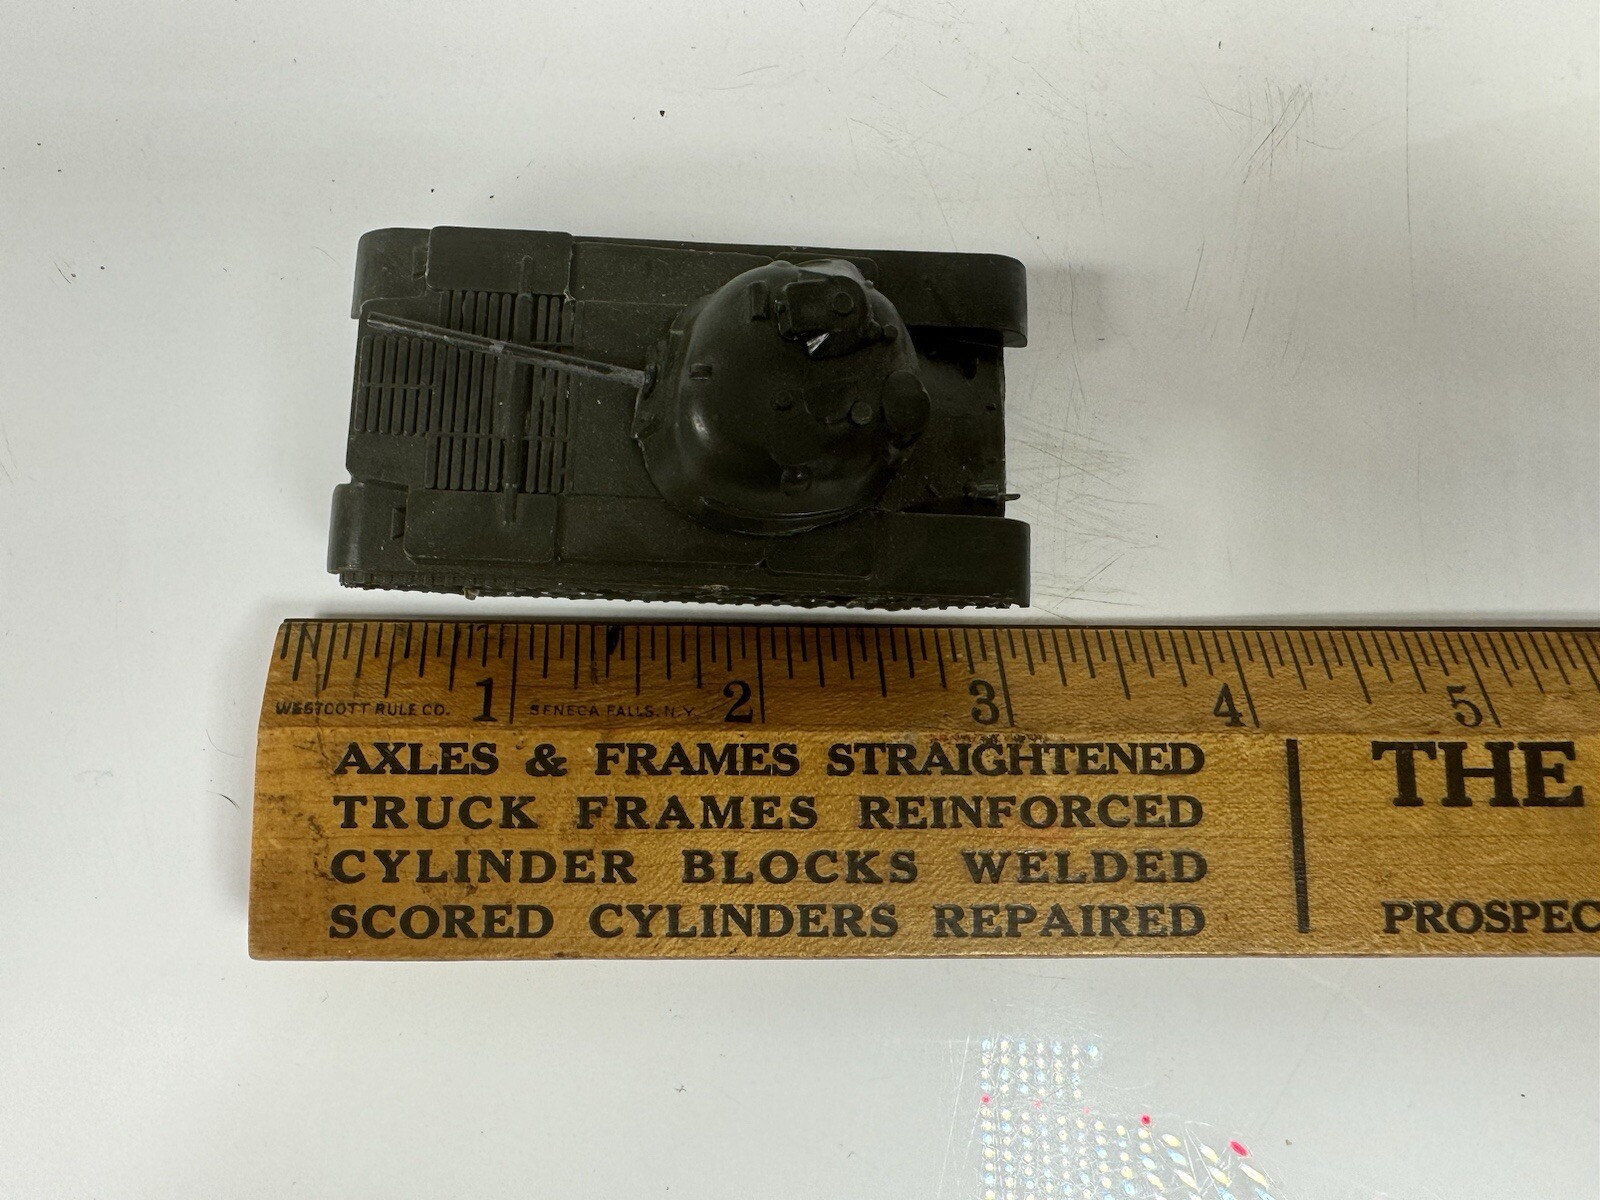 1 2 3 4 5
WESTCOTT RULE CO. SENECA FALLS, N.Y.
AXLES & FRAMES STRAIGHTENED
TRUCK FRAMES REINFORCED
CYLINDER BLOCKS WELDED
SCORED CYLINDERS REPAIRED
THE
PROSPEC